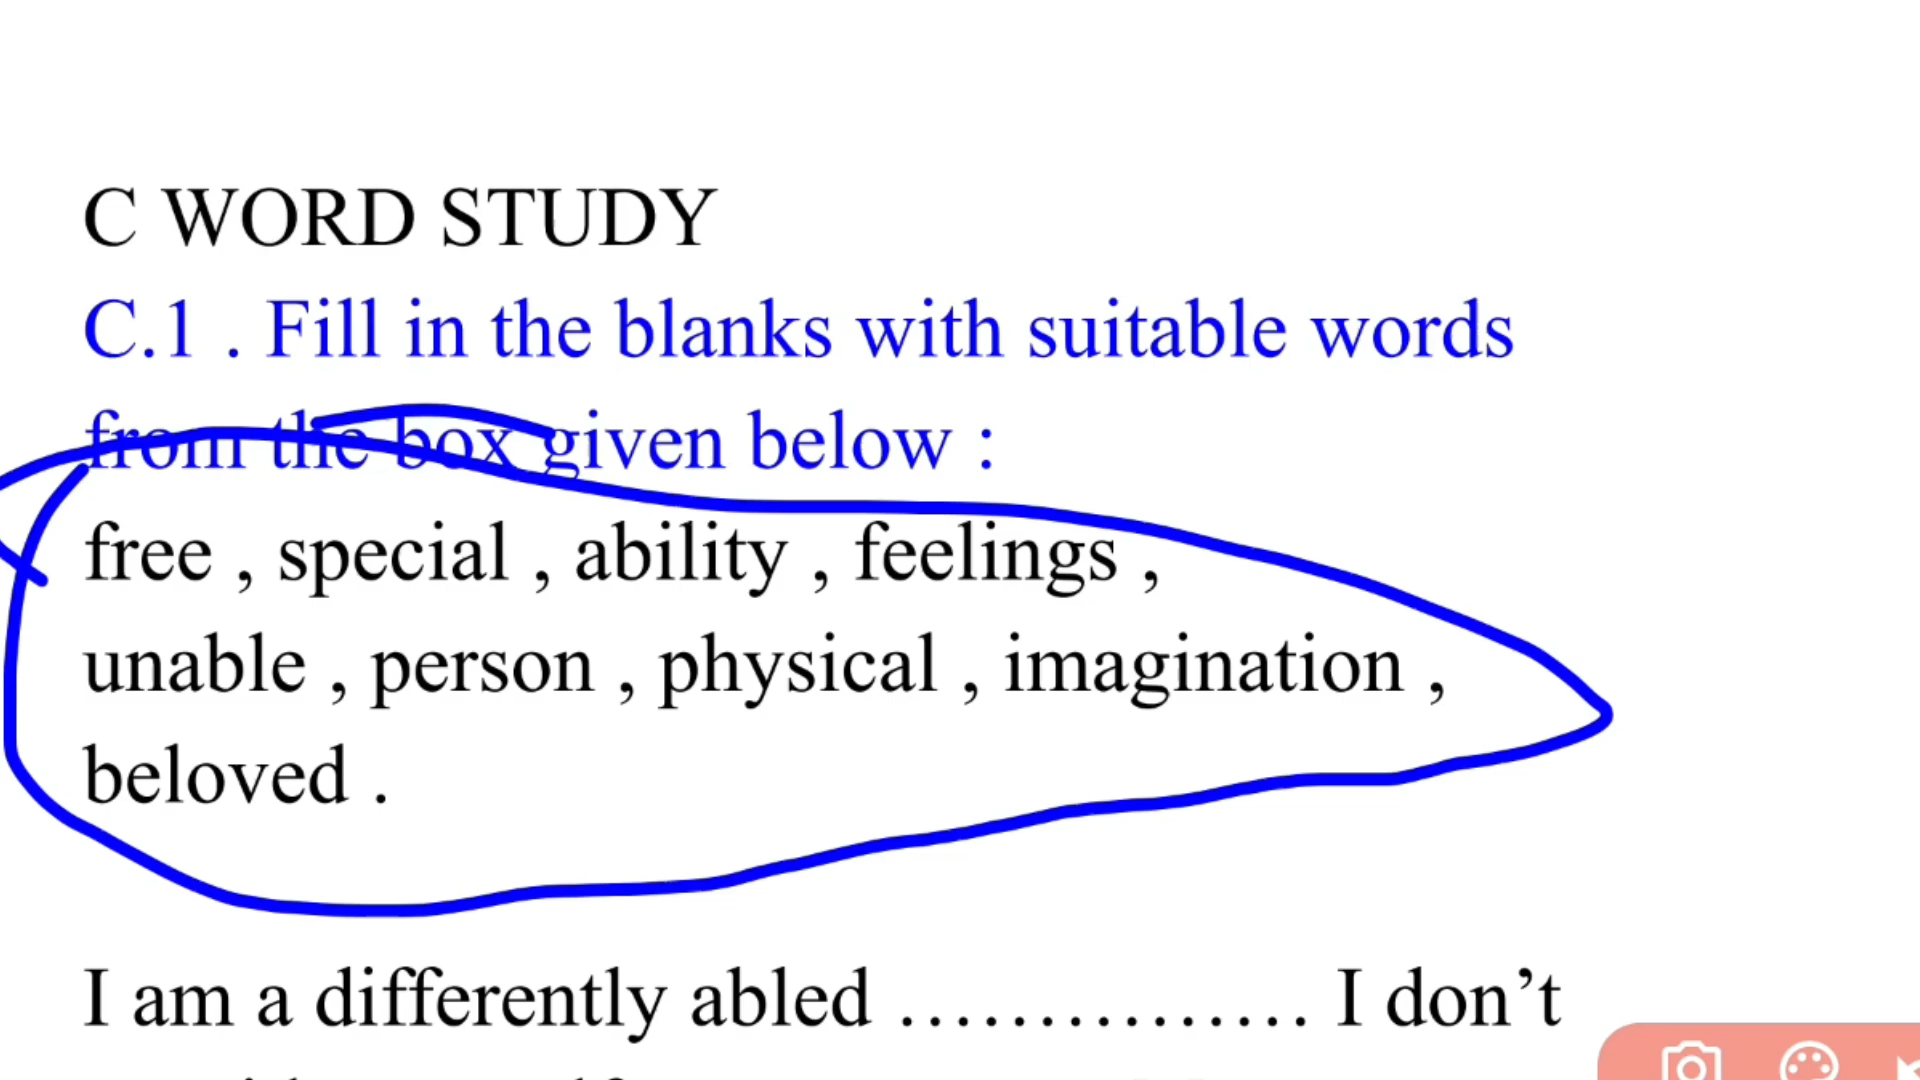 C WORD STUDY
C.1 . Fill in the blanks with suitable words
from the box given below :
free , special , ability , feelings ,
unable , person , physical , imagination ,
beloved .
I am a differently abled …………… I don’t